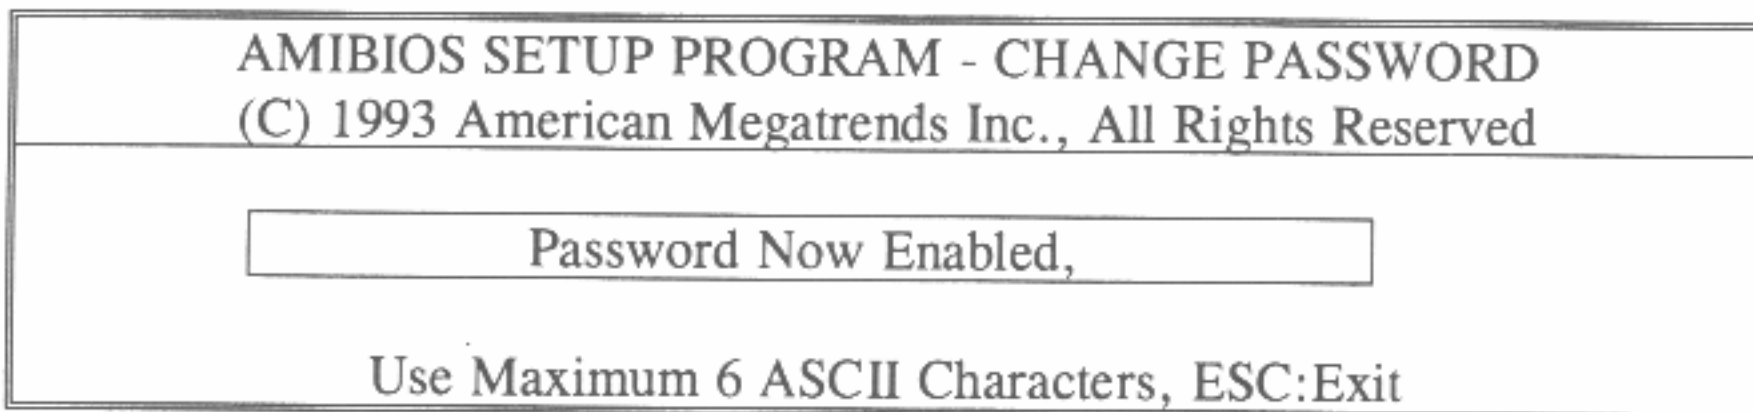 AMIBIOS SETUP PROGRAM - CHANGE PASSWORD
(C) 1993 American Megatrends Inc., All Rights Reserved
Password Now Enabled,
Use Maximum 6 ASCII Characters, ESC:Exit